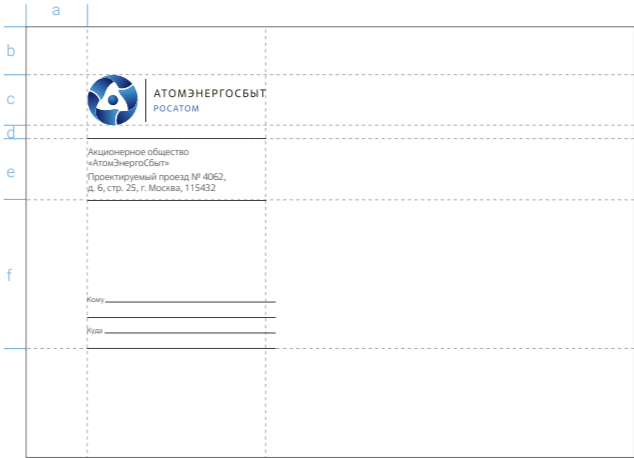 a
b
c
АТОМЭНЕРГОСБЫТ
РОСАТОМ
d
Акционерное общество
«АтомЭнергоСбыт»
e
Проектируемый проезд № 4062,
д. 6, стр. 25, г. Москва, 115432
f
Кому
Куда